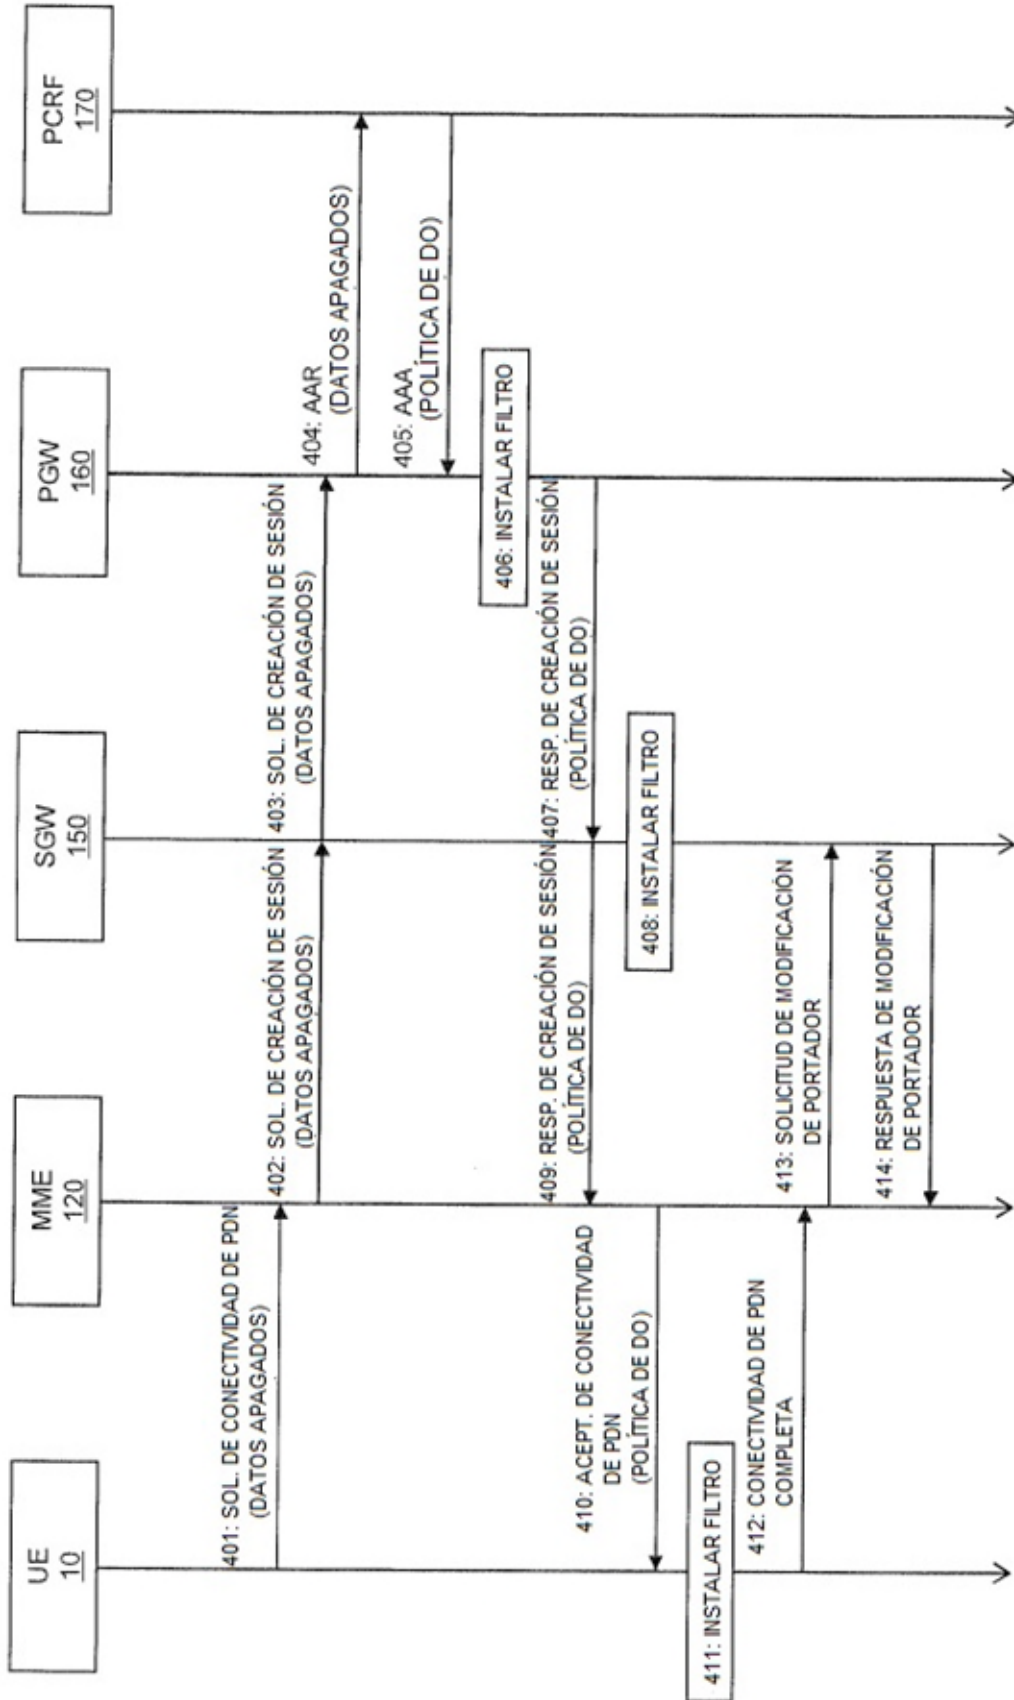 UE
10
MME
120
SGW
150
PGW
160
PCRF
170
401: SOL. DE CONECTIVIDAD DE PDN
(DATOS APAGADOS)
402: SOL. DE CREACIÓN DE SESIÓN
(DATOS APAGADOS)
403: SOL. DE CREACIÓN DE SESIÓN
(DATOS APAGADOS)
404: AAR
(DATOS APAGADOS)
405: AAA
(POLÍTICA DE DO)
406: INSTALAR FILTRO
407: RESP. DE CREACIÓN DE SESIÓN
(POLÍTICA DE DO)
408: INSTALAR FILTRO
409: RESP. DE CREACIÓN DE SESIÓN
(POLÍTICA DE DO)
410: ACEPT. DE CONECTIVIDAD
DE PDN
(POLÍTICA DE DO)
411: INSTALAR FILTRO
412: CONECTIVIDAD DE PDN
COMPLETA
413: SOLICITUD DE MODIFICACIÓN
DE PORTADOR
414: RESPUESTA DE MODIFICACIÓN
DE PORTADOR